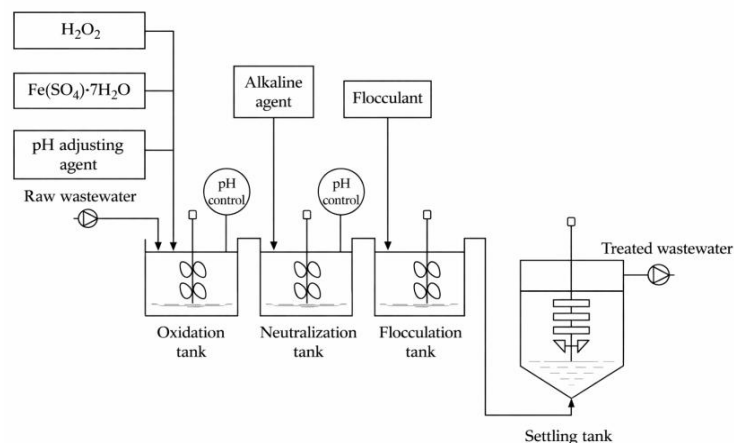 H₂O₂
Fe(SO₄)·7H₂O
pH adjusting
agent
Raw wastewater
Alkaline
agent
Flocculant
pH
control
pH
control
Treated wastewater
Oxidation
tank
Neutralization
tank
Flocculation
tank
Settling tank